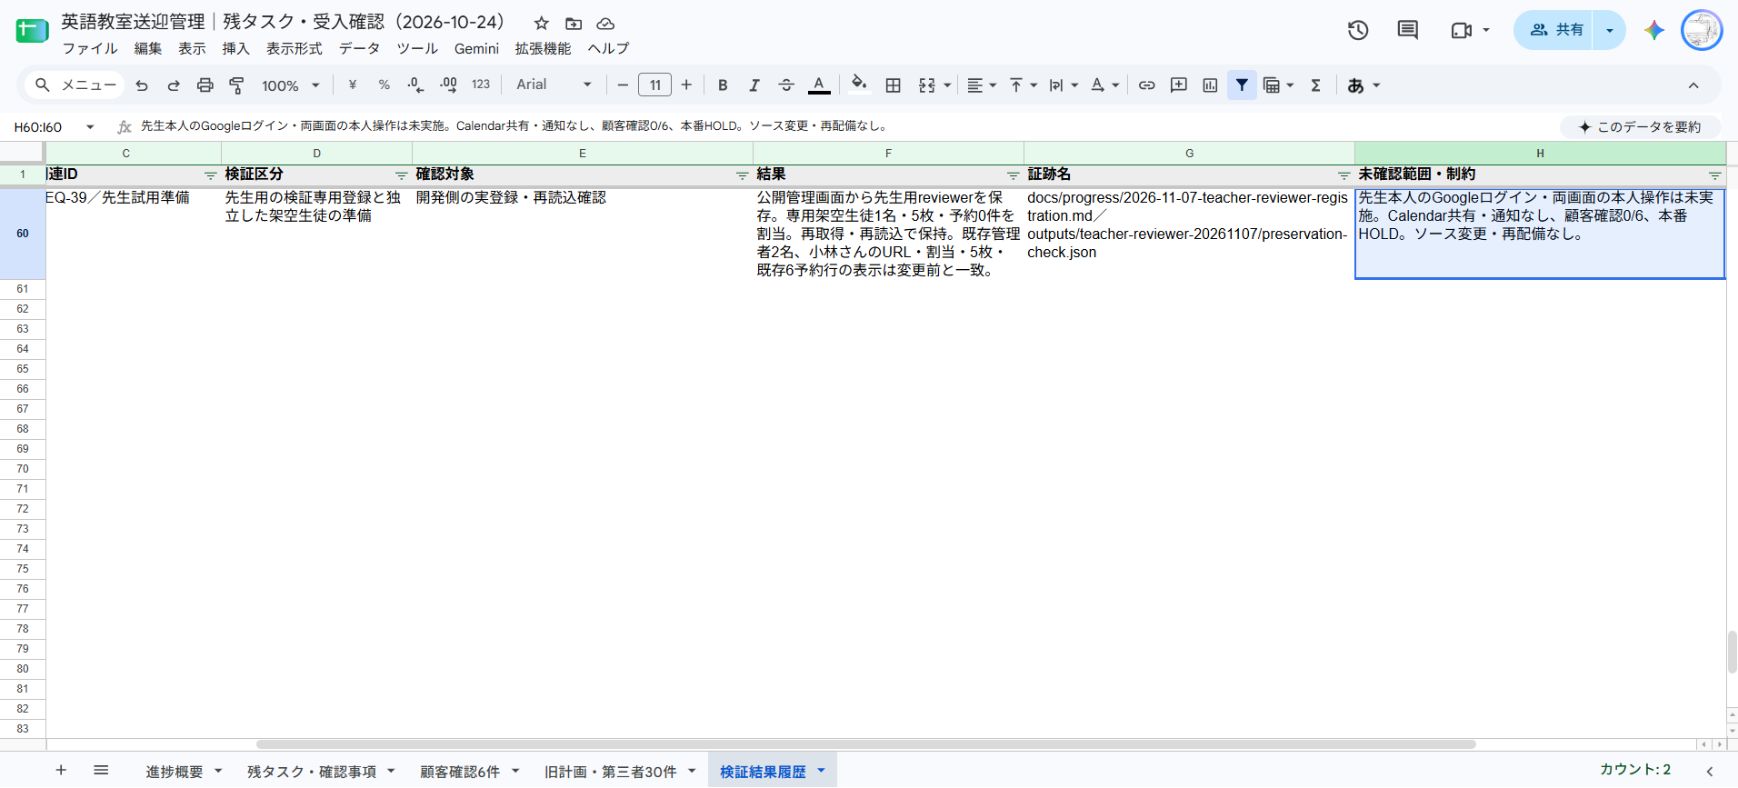 英語教室送迎管理｜残タスク・受入確認（2026-10-24）
ファイル 編集 表示 挿入 表示形式 データ ツール Gemini 拡張機能 ヘルプ
共有
メニュー 100% ¥ % .0 .00 123 Arial 11 B I A Σ あ
H60:I60 fx 先生本人のGoogleログイン・両画面の本人操作は未実施。Calendar共有・通知なし、顧客確認0/6、本番HOLD。ソース変更・再配備なし。
このデータを要約
C D E F G H
1 連ID 検証区分 確認対象 結果 証跡名 未確認範囲・制約
60
EQ-39／先生試用準備
先生用の検証専用登録と独
立した架空生徒の準備
開発側の実登録・再読込確認
公開管理画面から先生用reviewerを保
存。専用架空生徒1名・5枚・予約0件を
割当。再取得・再読込で保持。既存管理
者2名、小林さんのURL・割当・5枚・
既存6予約行の表示は変更前と一致。
docs/progress/2026-11-07-teacher-reviewer-regis
tration.md／
outputs/teacher-reviewer-20261107/preservation-
check.json
先生本人のGoogleログイン・両画面の本人操作は未実
施。Calendar共有・通知なし、顧客確認0/6、本番
HOLD。ソース変更・再配備なし。
61
62
63
64
65
66
67
68
69
70
71
72
73
74
75
76
77
78
79
80
81
82
83
進捗概要 残タスク・確認事項 顧客確認6件 旧計画・第三者30件 検証結果履歴
カウント: 2